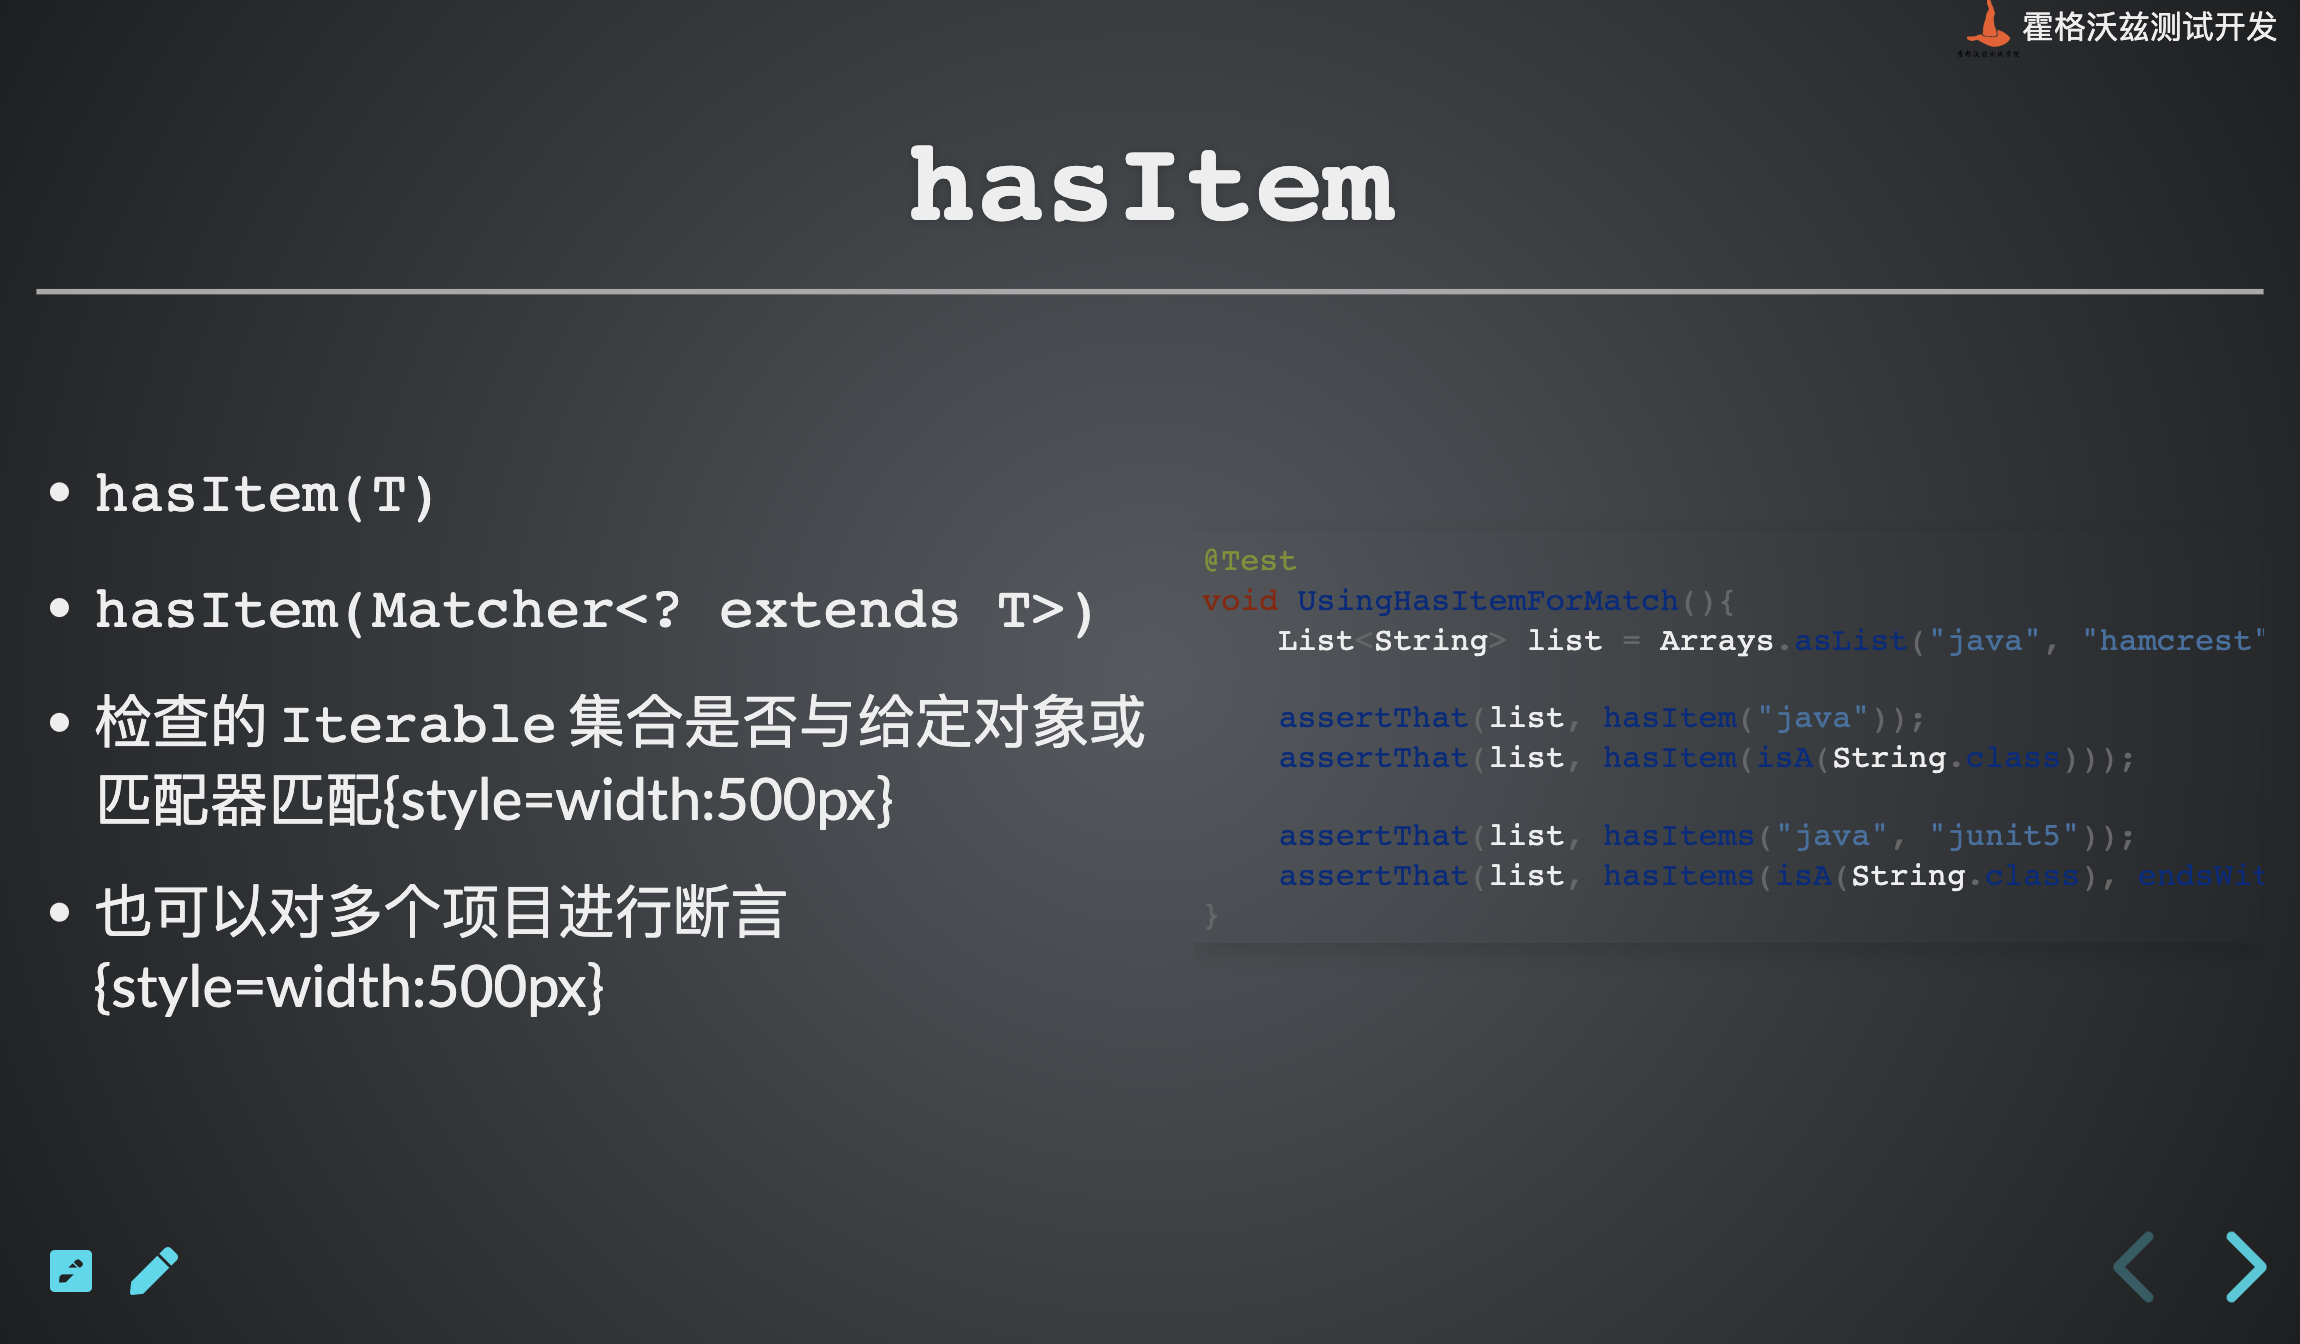 霍格沃兹测试开发
hasItem
• hasItem(T)
• hasItem(Matcher<? extends T>)
• 检查的 Iterable 集合是否与给定对象或
匹配器匹配{style=width:500px}
• 也可以对多个项目进行断言
{style=width:500px}
@Test
void UsingHasItemForMatch(){
    List<String> list = Arrays.asList("java", "hamcrest"
    assertThat(list, hasItem("java"));
    assertThat(list, hasItem(isA(String.class)));
    assertThat(list, hasItems("java", "junit5"));
    assertThat(list, hasItems(isA(String.class), endsWit
}